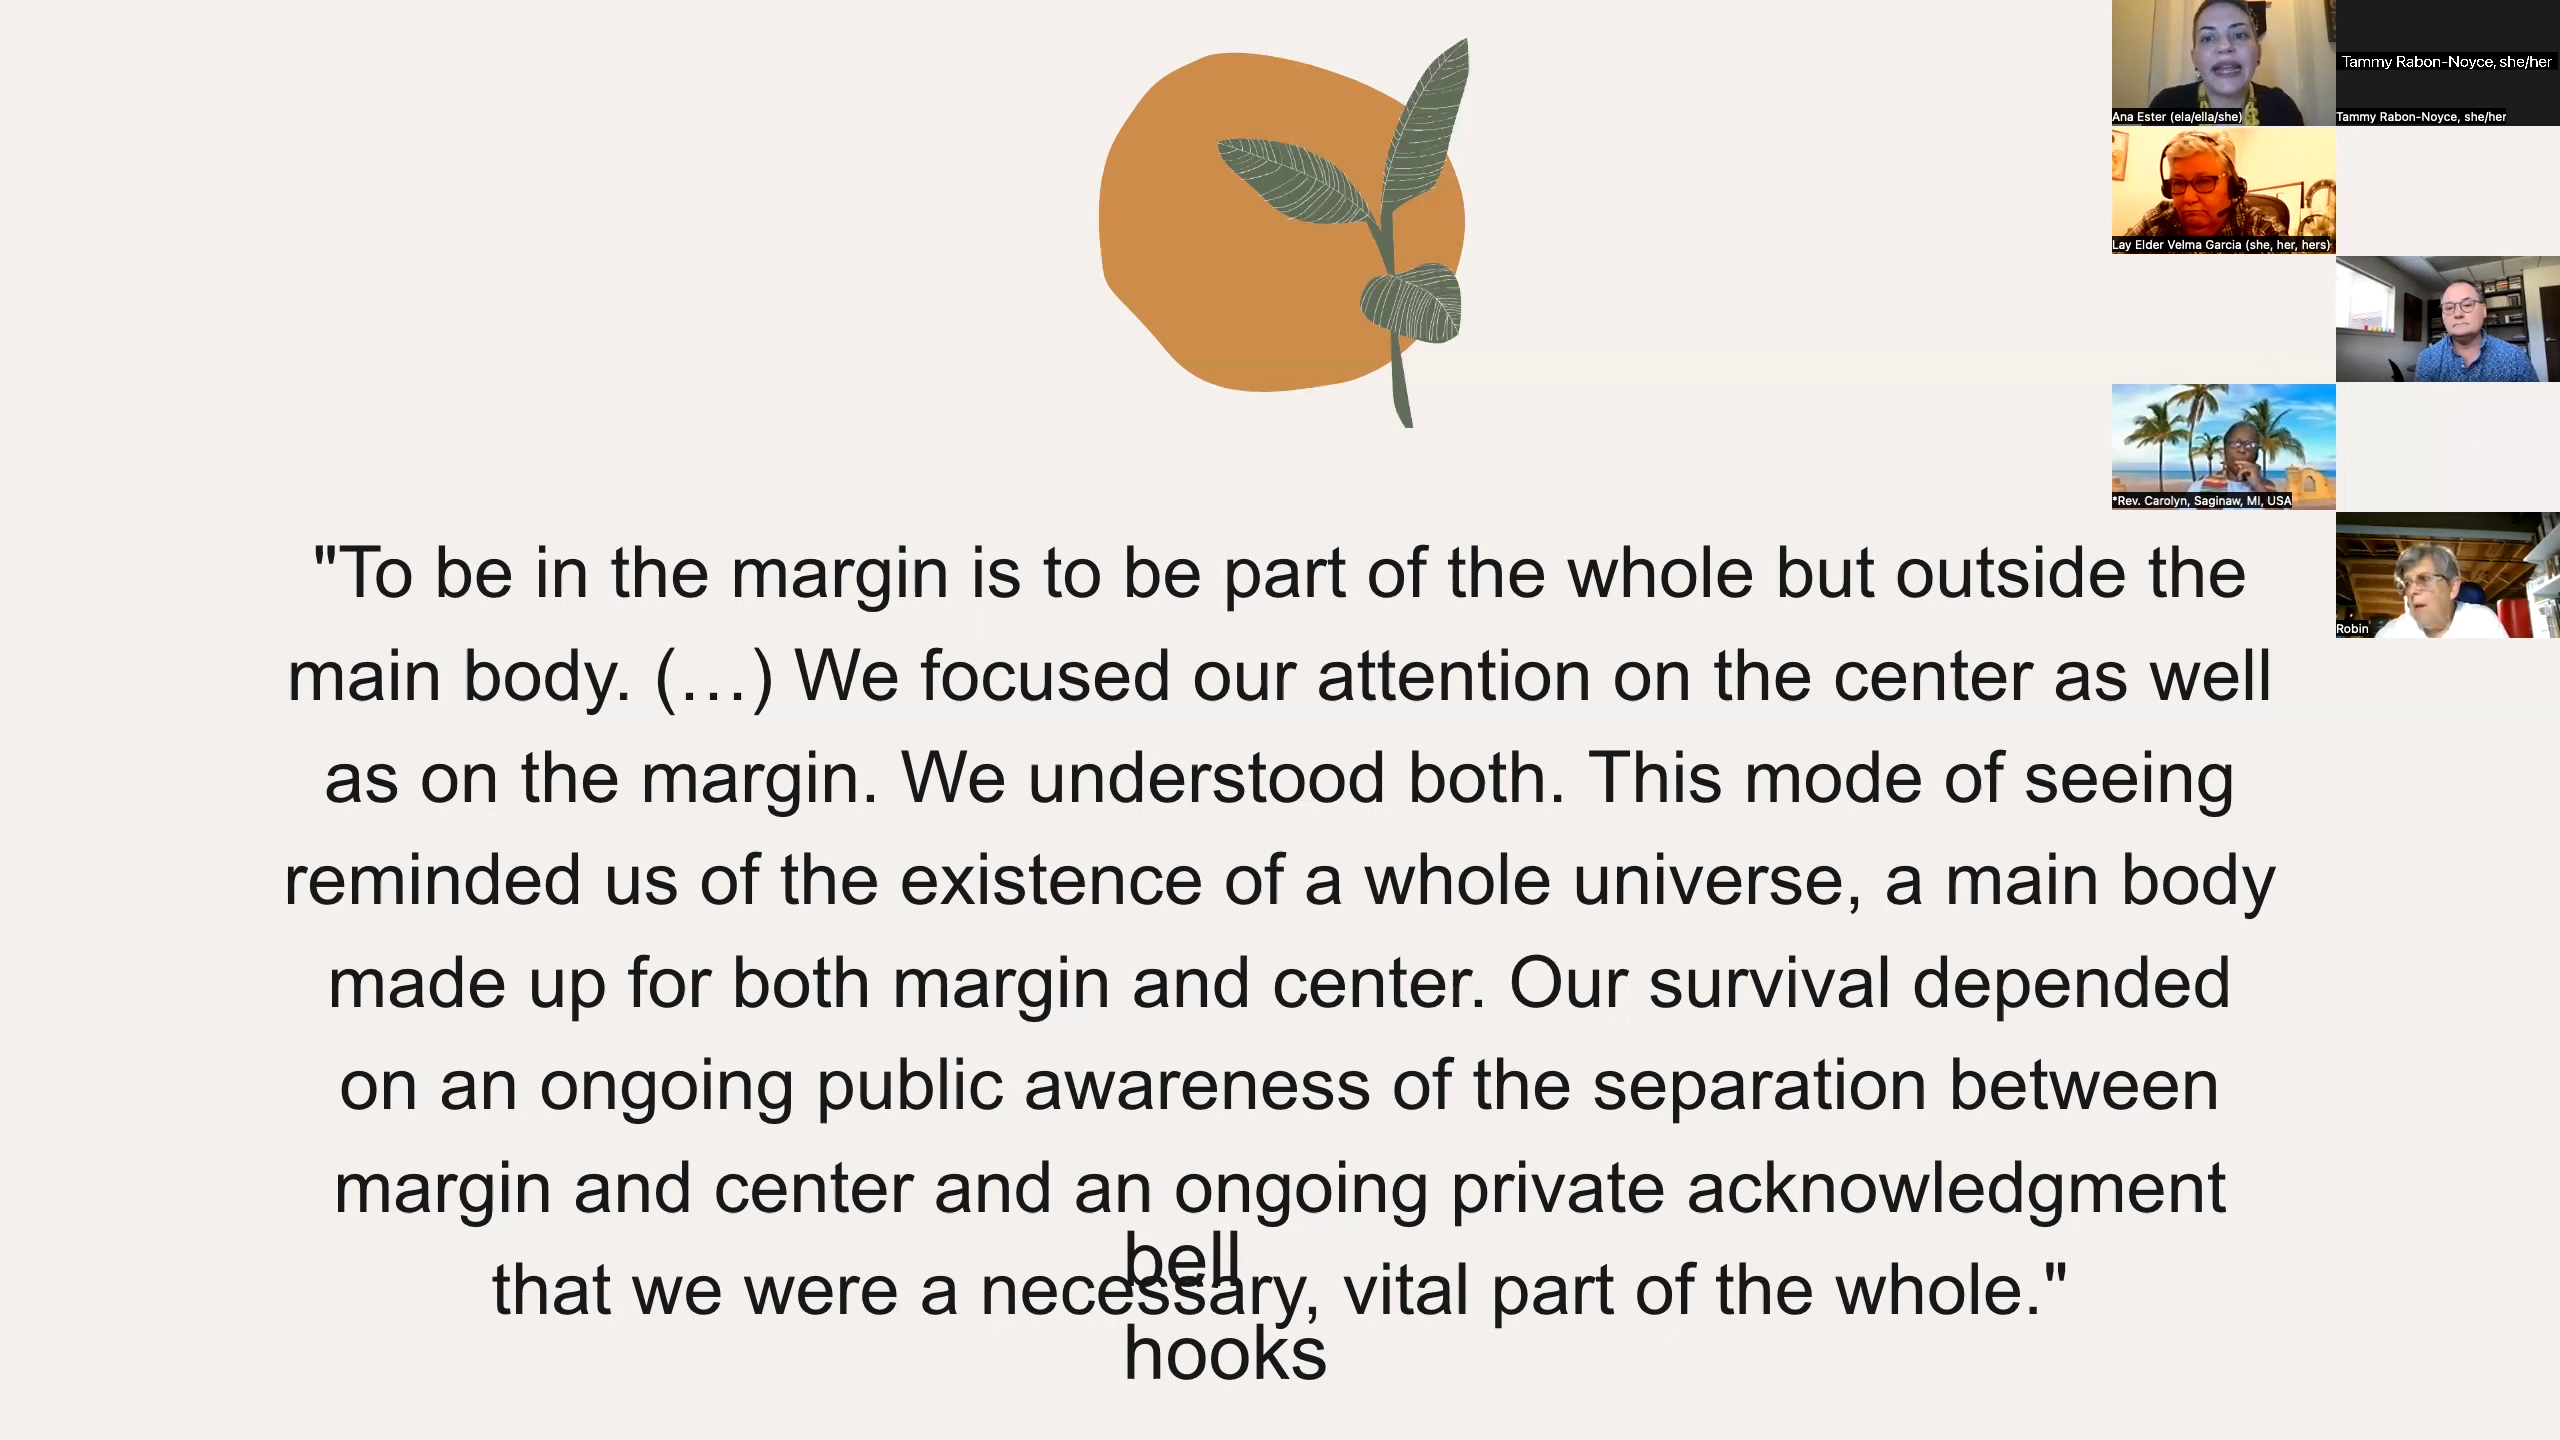 "To be in the margin is to be part of the whole but outside the
main body. (…) We focused our attention on the center as well
as on the margin. We understood both. This mode of seeing
reminded us of the existence of a whole universe, a main body
made up for both margin and center. Our survival depended
on an ongoing public awareness of the separation between
margin and center and an ongoing private acknowledgment
that we were a necessary, vital part of the whole."
bell
hooks
Ana Ester (ela/ella/she)
Tammy Rabon-Noyce, she/her
Tammy Rabon-Noyce, she/her
Lay Elder Velma Garcia (she, her, hers)
*Rev. Carolyn, Saginaw, MI, USA
Robin